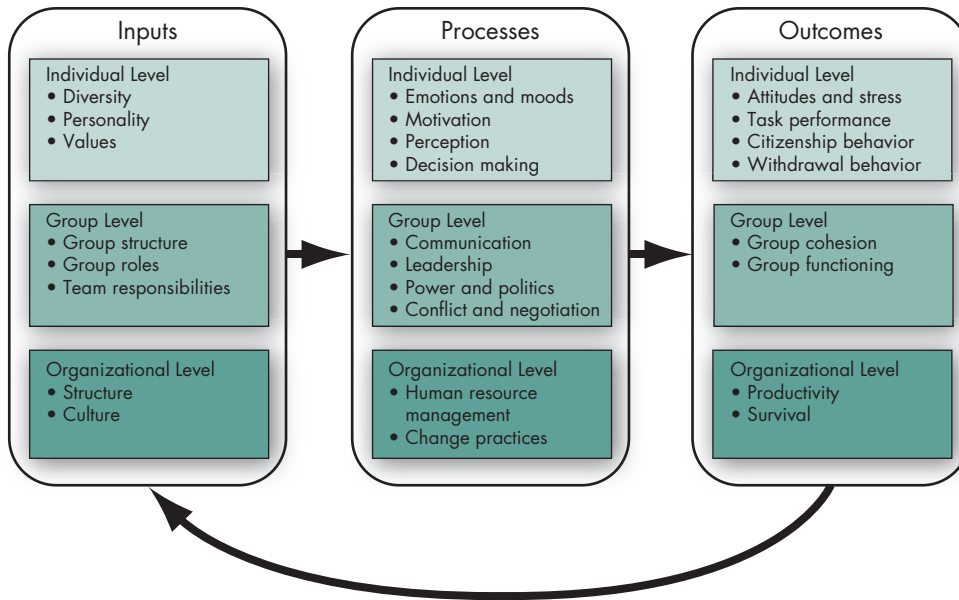 Inputs
Individual Level
• Diversity
• Personality
• Values
Group Level
• Group structure
• Group roles
• Team responsibilities
Organizational Level
• Structure
• Culture
Processes
Individual Level
• Emotions and moods
• Motivation
• Perception
• Decision making
Group Level
• Communication
• Leadership
• Power and politics
• Conflict and negotiation
Organizational Level
• Human resource
management
• Change practices
Outcomes
Individual Level
• Attitudes and stress
• Task performance
• Citizenship behavior
• Withdrawal behavior
Group Level
• Group cohesion
• Group functioning
Organizational Level
• Productivity
• Survival